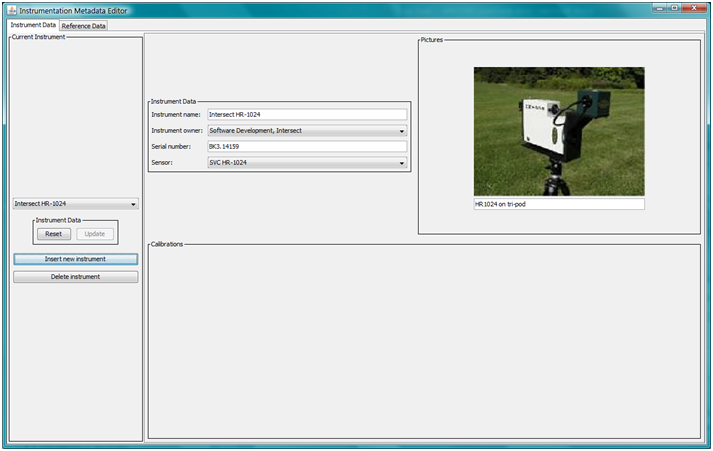 Instrumentation Metadata Editor
Instrument Data
Reference Data
Current Instrument
Intersect HR-1024
Instrument Data
Reset
Update
Insert new instrument
Delete instrument
Instrument Data
Instrument name:
Intersect HR-1024
Instrument owner:
Software Development, Intersect
Serial number:
BK3.14159
Sensor:
SVC HR-1024
Pictures
HR1024 on tri-pod
Calibrations